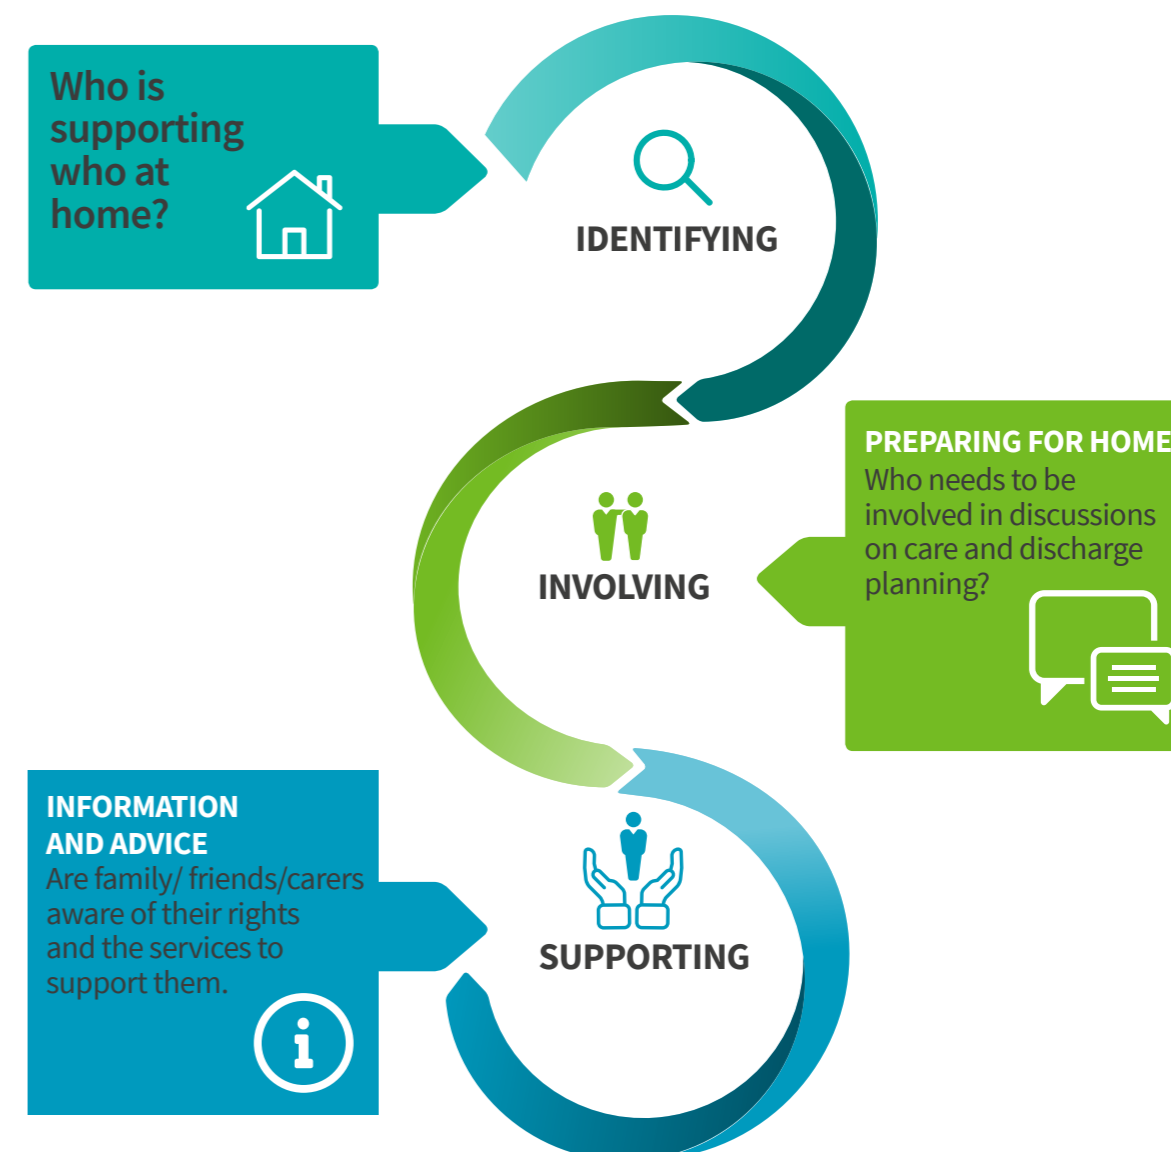 Who is
supporting
who at
home?
IDENTIFYING
PREPARING FOR HOME
Who needs to be
involved in discussions
on care and discharge
planning?
INVOLVING
INFORMATION
AND ADVICE
Are family/ friends/carers
aware of their rights
and the services to
support them.
SUPPORTING